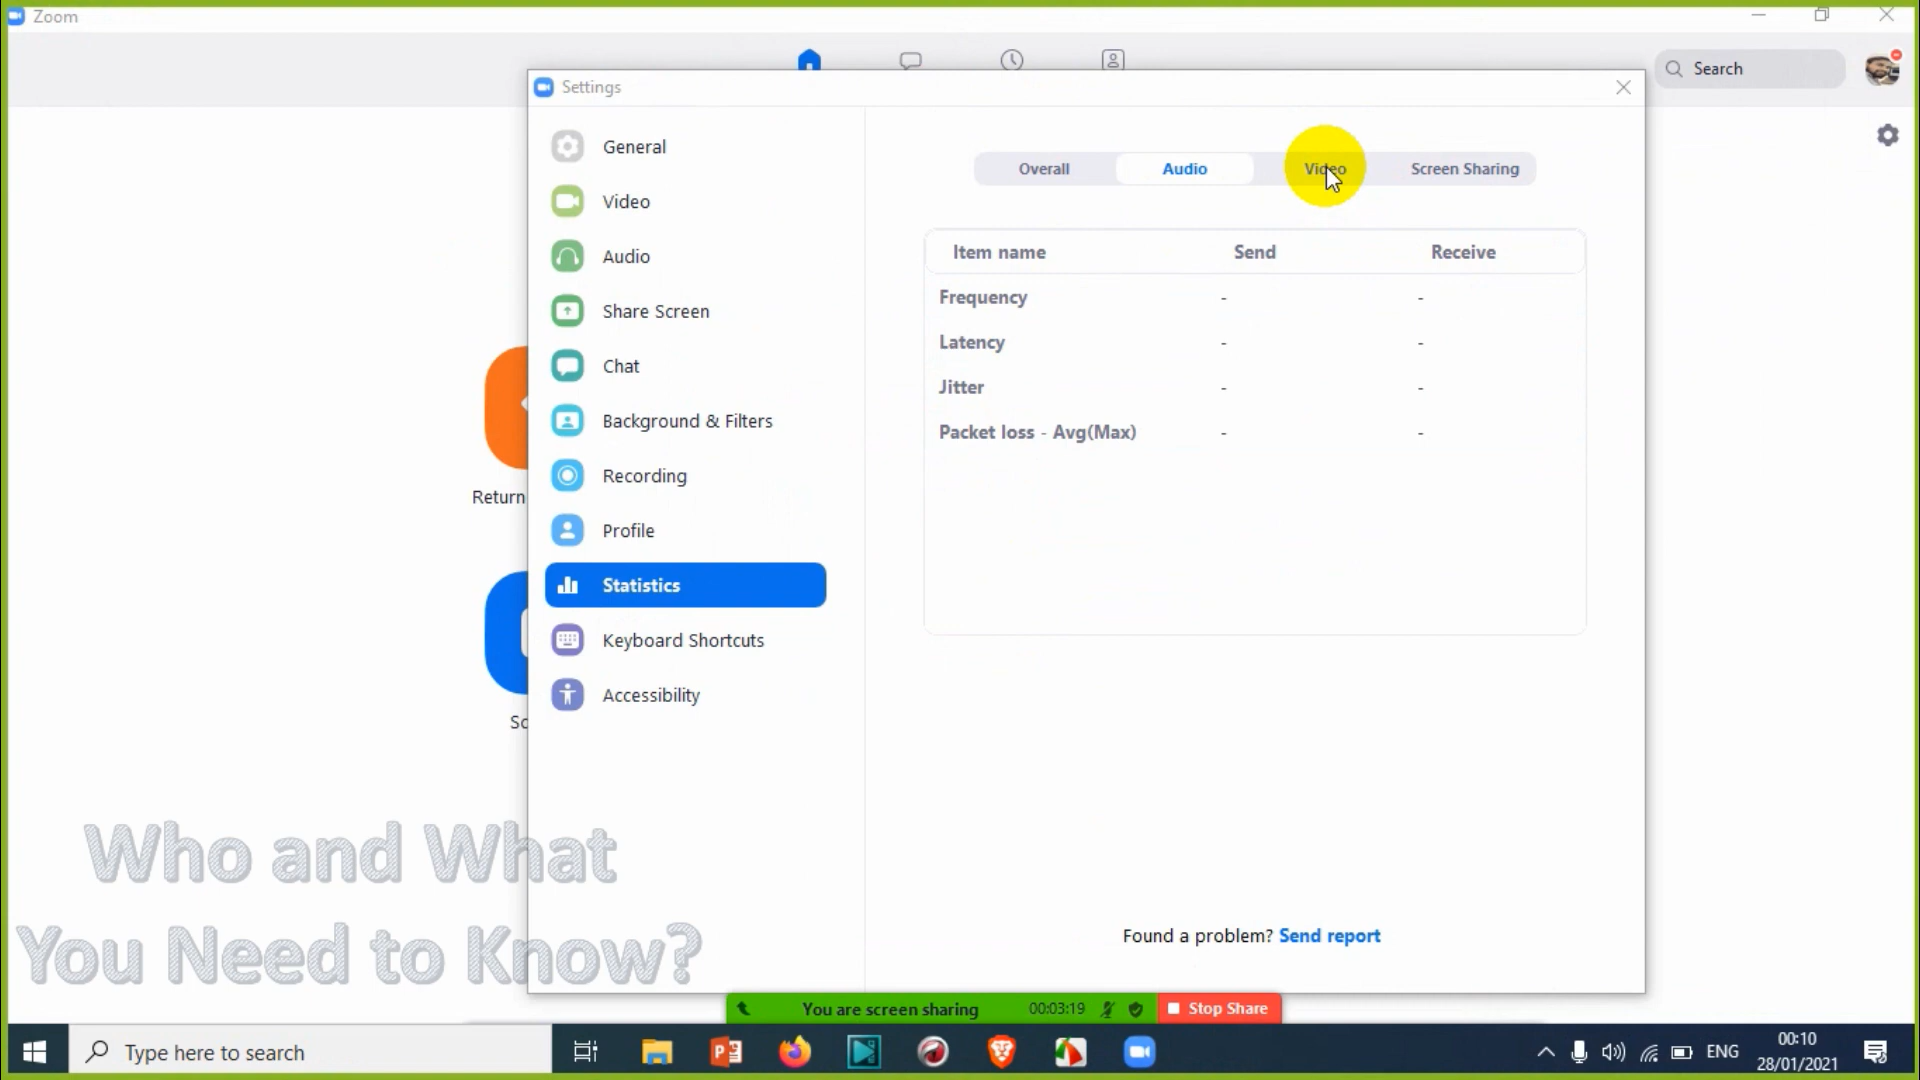 Zoom
Search
Settings
General
Video
Audio
Share Screen
Chat
Background & Filters
Recording
Profile
Statistics
Keyboard Shortcuts
Accessibility
Overall
Audio
Video
Screen Sharing
Item name Send Receive
Frequency - -
Latency - -
Jitter - -
Packet loss - Avg(Max) - -
Found a problem? Send report
Return
Sc
Who and What
You Need to Know?
You are screen sharing 00:03:19 Stop Share
Type here to search
ENG
00:10
28/01/2021